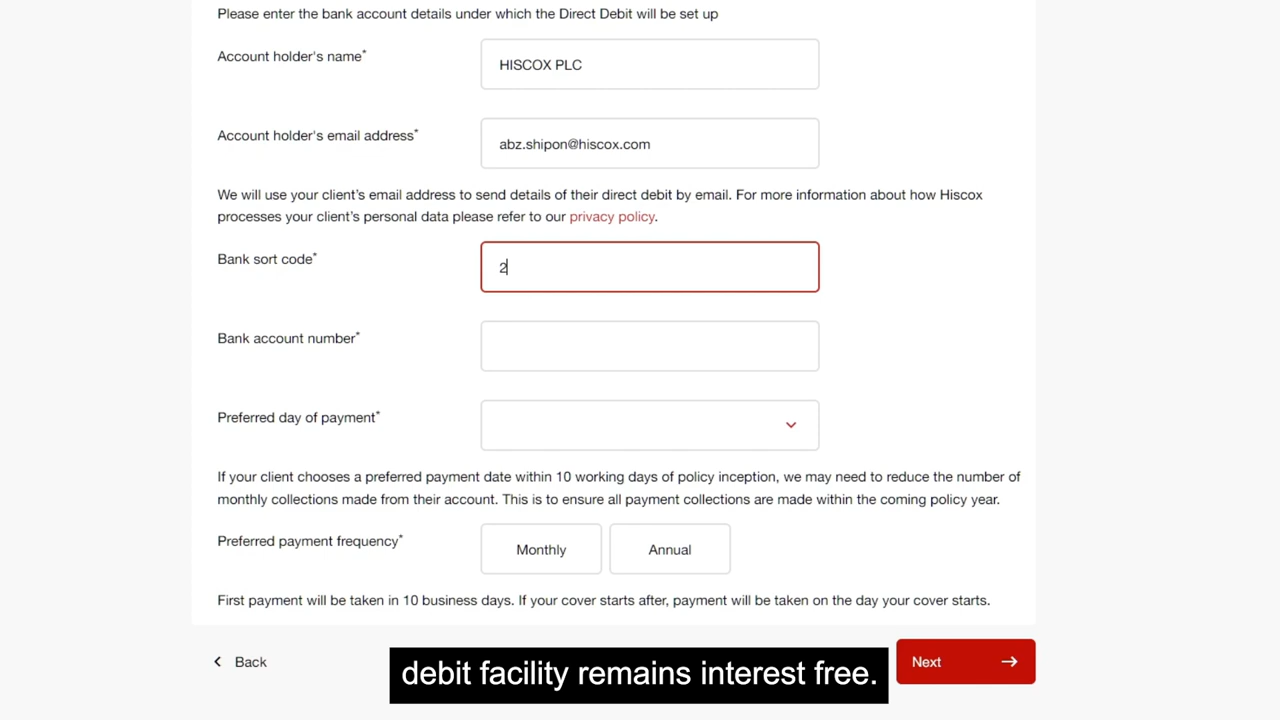 Please enter the bank account details under which the Direct Debit will be set up
Account holder's name*
HISCOX PLC
Account holder's email address*
abz.shipon@hiscox.com
We will use your client’s email address to send details of their direct debit by email. For more information about how Hiscox
processes your client’s personal data please refer to our privacy policy.
Bank sort code*
2
Bank account number*
Preferred day of payment*
If your client chooses a preferred payment date within 10 working days of policy inception, we may need to reduce the number of
monthly collections made from their account. This is to ensure all payment collections are made within the coming policy year.
Preferred payment frequency*
Monthly
Annual
First payment will be taken in 10 business days. If your cover starts after, payment will be taken on the day your cover starts.
Back
debit facility remains interest free.
Next